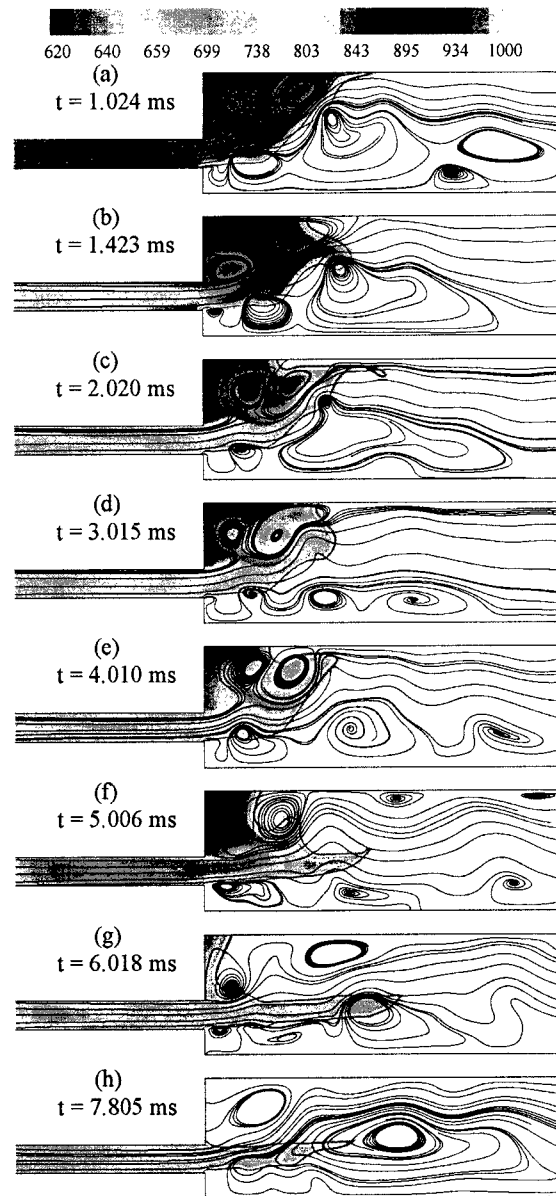 620 640 659 699 738 803 843 895 934 1000
(a)
t = 1.024 ms
(b)
t = 1.423 ms
(c)
t = 2.020 ms
(d)
t = 3.015 ms
(e)
t = 4.010 ms
(f)
t = 5.006 ms
(g)
t = 6.018 ms
(h)
t = 7.805 ms